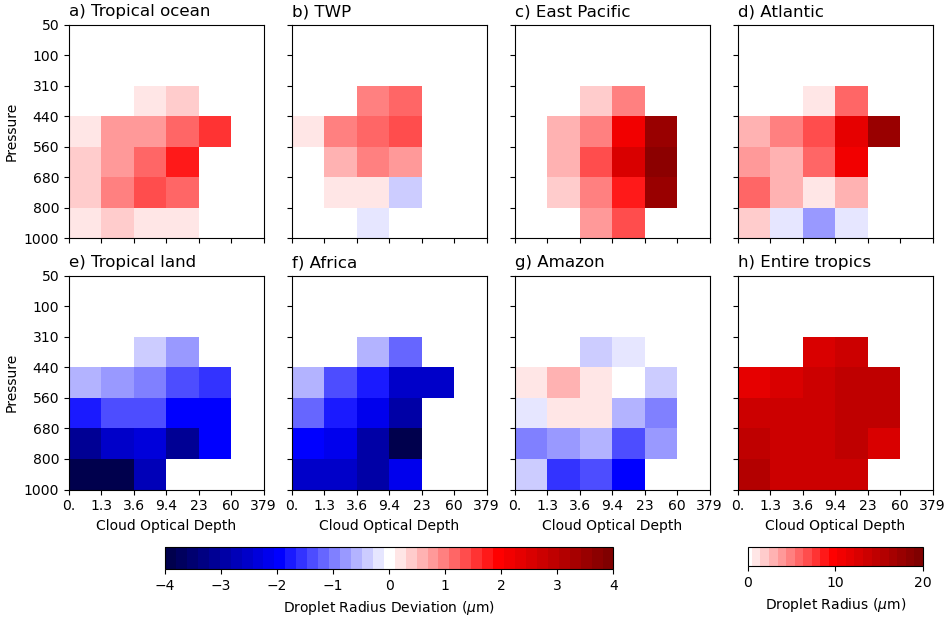 a) Tropical ocean
b) TWP
c) East Pacific
d) Atlantic
50
100
310
440
560
680
800
1000
Pressure
e) Tropical land
f) Africa
g) Amazon
h) Entire tropics
50
100
310
440
560
680
800
1000
Pressure
0. 1.3 3.6 9.4 23 60 379
0. 1.3 3.6 9.4 23 60 379
0. 1.3 3.6 9.4 23 60 379
0. 1.3 3.6 9.4 23 60 379
Cloud Optical Depth
Cloud Optical Depth
Cloud Optical Depth
Cloud Optical Depth
−4 −3 −2 −1 0 1 2 3 4
Droplet Radius Deviation (μm)
0 10 20
Droplet Radius (μm)